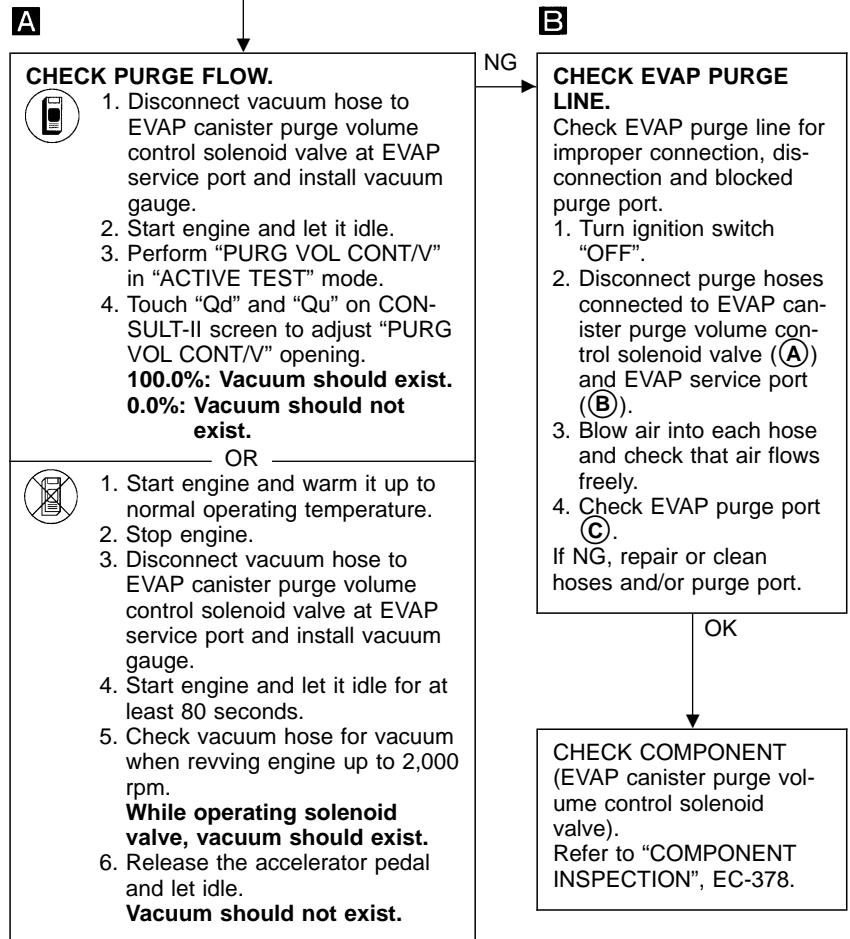 A
CHECK PURGE FLOW.
1. Disconnect vacuum hose to
EVAP canister purge volume
control solenoid valve at EVAP
service port and install vacuum
gauge.
2. Start engine and let it idle.
3. Perform “PURG VOL CONT/V”
in “ACTIVE TEST” mode.
4. Touch “Qd” and “Qu” on CON-
SULT-II screen to adjust “PURG
VOL CONT/V” opening.
100.0%: Vacuum should exist.
0.0%: Vacuum should not
exist.
OR
1. Start engine and warm it up to
normal operating temperature.
2. Stop engine.
3. Disconnect vacuum hose to
EVAP canister purge volume
control solenoid valve at EVAP
service port and install vacuum
gauge.
4. Start engine and let it idle for at
least 80 seconds.
5. Check vacuum hose for vacuum
when revving engine up to 2,000
rpm.
While operating solenoid
valve, vacuum should exist.
6. Release the accelerator pedal
and let idle.
Vacuum should not exist.
NG
B
CHECK EVAP PURGE
LINE.
Check EVAP purge line for
improper connection, dis-
connection and blocked
purge port.
1. Turn ignition switch
“OFF”.
2. Disconnect purge hoses
connected to EVAP can-
ister purge volume con-
trol solenoid valve (Ⓐ)
and EVAP service port
(Ⓑ).
3. Blow air into each hose
and check that air flows
freely.
4. Check EVAP purge port
Ⓒ.
If NG, repair or clean
hoses and/or purge port.
OK
CHECK COMPONENT
(EVAP canister purge vol-
ume control solenoid
valve).
Refer to “COMPONENT
INSPECTION”, EC-378.